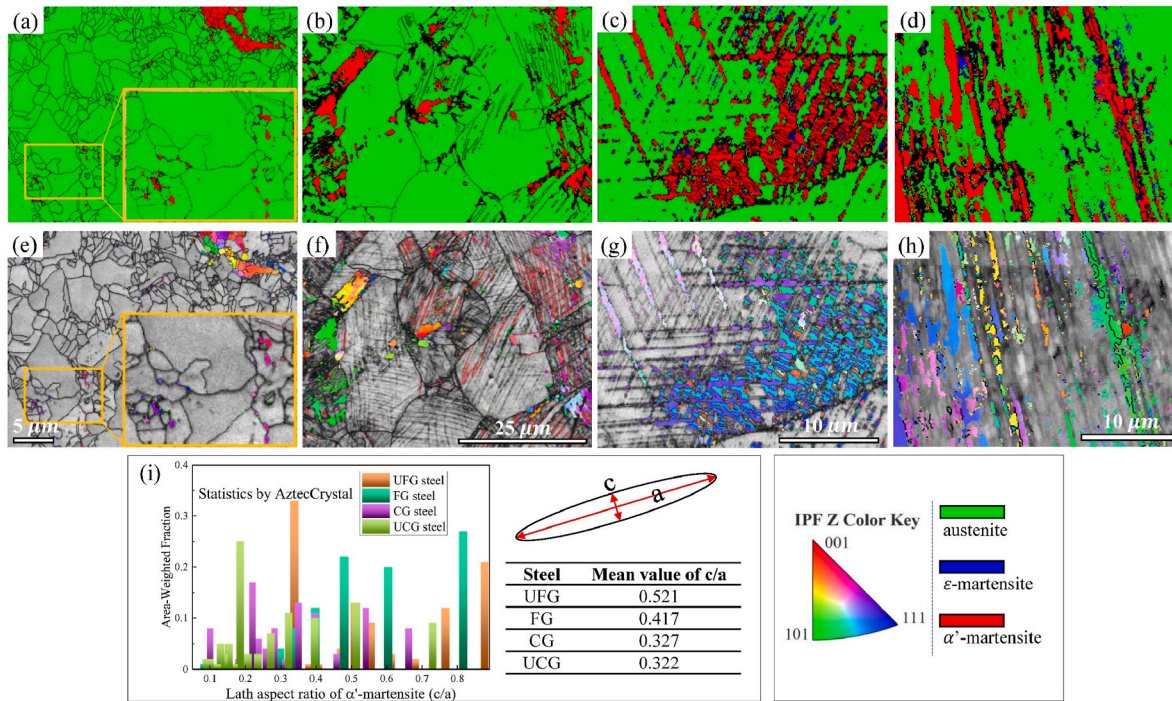 (a)
(b)
(c)
(d)
(e)
5 μm
(f)
25 μm
(g)
10 μm
(h)
10 μm
(i)
Statistics by AztecCrystal
UFG steel
FG steel
CG steel
UCG steel
Area-Weighted Fraction
0.4
0.3
0.2
0.1
0
0.1 0.2 0.3 0.4 0.5 0.6 0.7 0.8
Lath aspect ratio of α'-martensite (c/a)
c
a
Steel Mean value of c/a
UFG 0.521
FG 0.417
CG 0.327
UCG 0.322
IPF Z Color Key
001
101
111
austenite
ε-martensite
α’-martensite